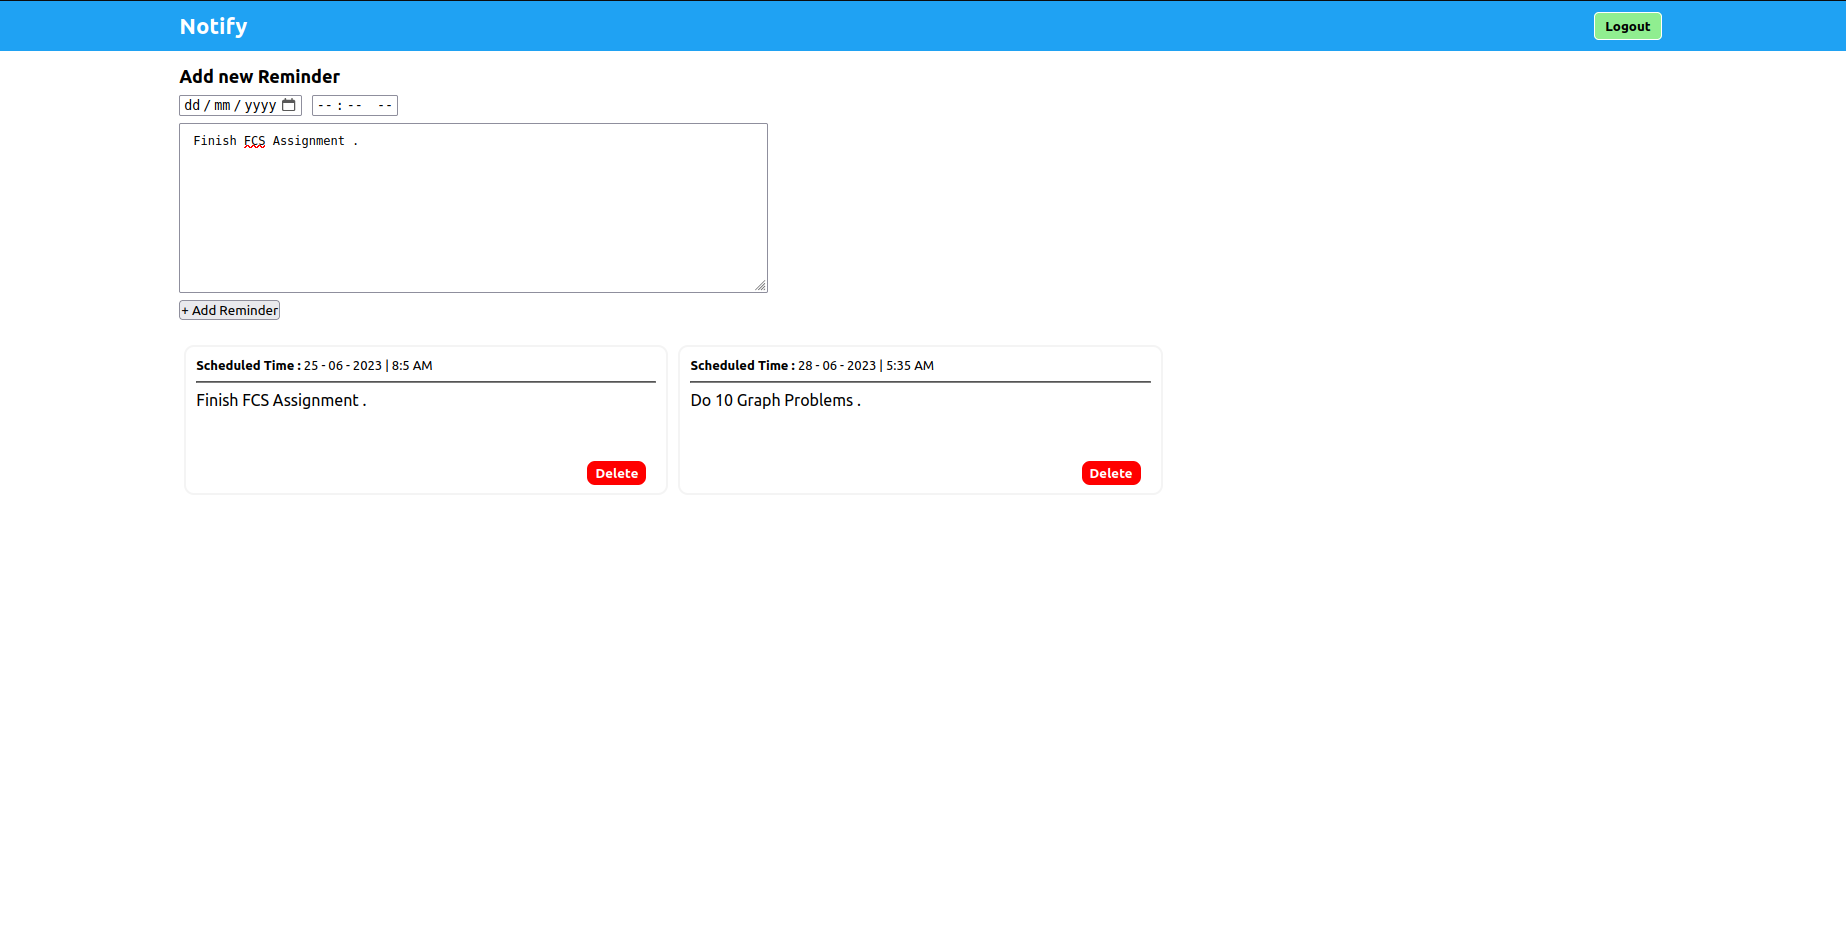 Notify
Logout
Add new Reminder
dd / mm / yyyy   -- : --  --
Finish FCS Assignment .
+ Add Reminder
Scheduled Time : 25 - 06 - 2023 | 8:5 AM
Finish FCS Assignment .
Delete
Scheduled Time : 28 - 06 - 2023 | 5:35 AM
Do 10 Graph Problems .
Delete